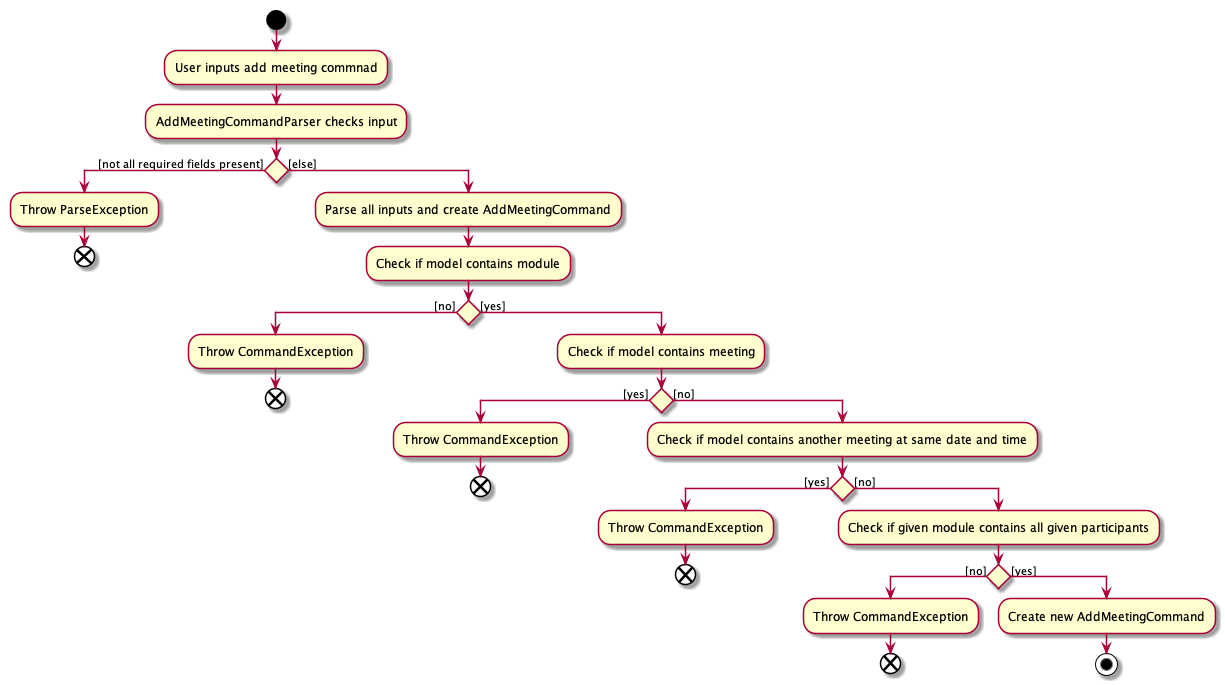 User inputs add meeting commnad
AddMeetingCommandParser checks input
[not all required fields present]
[else]
Throw ParseException
Parse all inputs and create AddMeetingCommand
Check if model contains module
[no]
[yes]
Throw CommandException
Check if model contains meeting
[yes]
[no]
Throw CommandException
Check if model contains another meeting at same date and time
[yes]
[no]
Throw CommandException
Check if given module contains all given participants
[no]
[yes]
Throw CommandException
Create new AddMeetingCommand